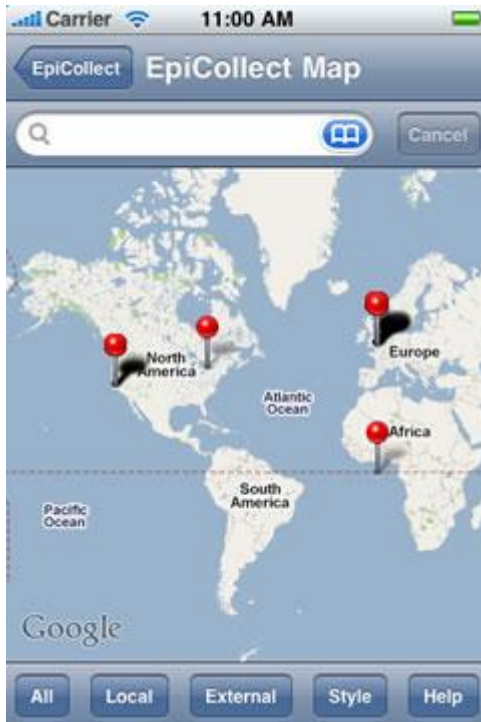 Carrier 11:00 AM
EpiCollect EpiCollect Map
Cancel
North
America
Europe
Atlantic
Ocean
Africa
South
America
Pacific
Ocean
Google
All Local External Style Help